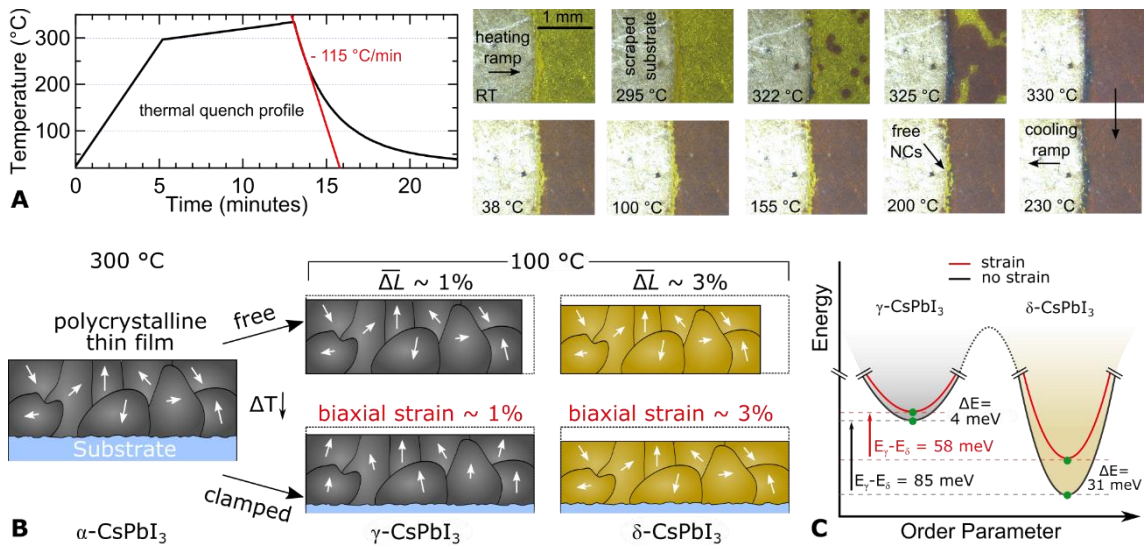 Temperature (°C)
300
200
100
- 115 °C/min
thermal quench profile
0
5
10
15
20
Time (minutes)
A
heating
ramp
RT
1 mm
scraped
substrate
295 °C
322 °C
325 °C
330 °C
38 °C
100 °C
155 °C
free
NCs
200 °C
cooling
ramp
230 °C
300 °C
100 °C
polycrystalline
thin film
Substrate
free
ΔT↓
clamped
ΔL ~ 1%
ΔL ~ 3%
biaxial strain ~ 1%
biaxial strain ~ 3%
B
α-CsPbI₃
γ-CsPbI₃
δ-CsPbI₃
Energy
strain
no strain
γ-CsPbI₃
δ-CsPbI₃
ΔE=
4 meV
Eγ-Eδ = 58 meV
Eγ-Eδ = 85 meV
ΔE=
31 meV
C
Order Parameter